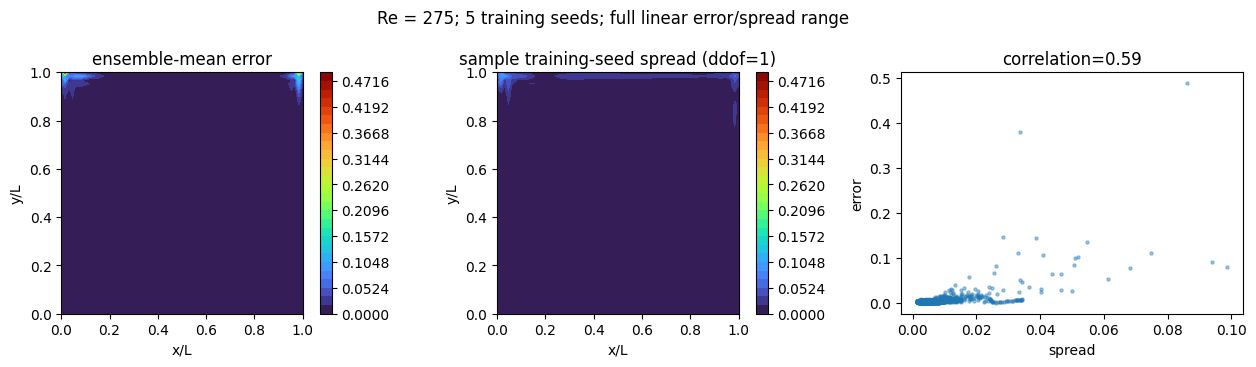 Re = 275; 5 training seeds; full linear error/spread range
ensemble-mean error
1.0
0.8
0.6
0.4
0.2
0.0
y/L
0.0 0.2 0.4 0.6 0.8 1.0
x/L
0.4716
0.4192
0.3668
0.3144
0.2620
0.2096
0.1572
0.1048
0.0524
0.0000
sample training-seed spread (ddof=1)
1.0
0.8
0.6
0.4
0.2
0.0
y/L
0.0 0.2 0.4 0.6 0.8 1.0
x/L
0.4716
0.4192
0.3668
0.3144
0.2620
0.2096
0.1572
0.1048
0.0524
0.0000
correlation=0.59
0.5
0.4
0.3
0.2
0.1
0.0
error
0.00 0.02 0.04 0.06 0.08 0.10
spread